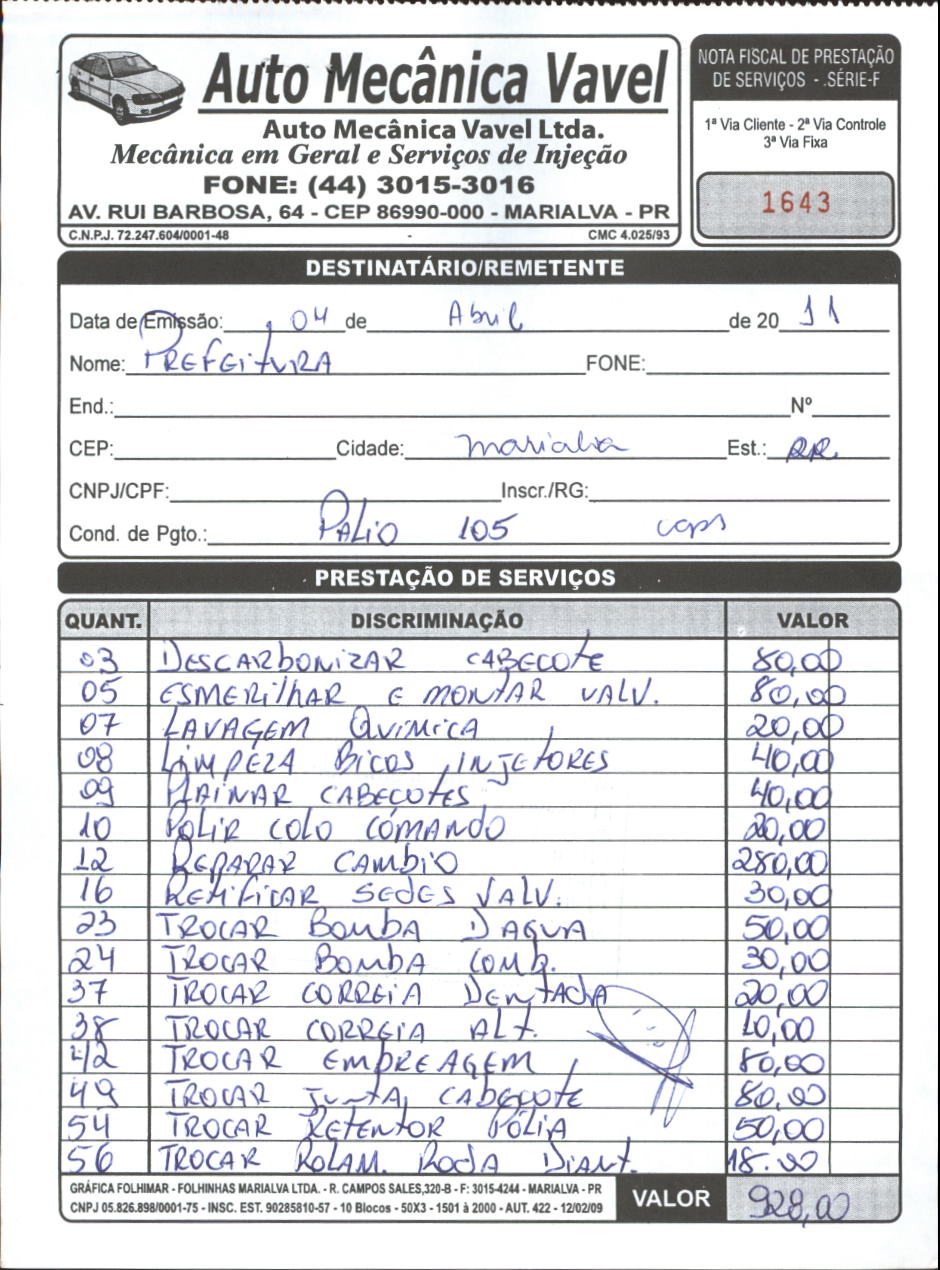 Auto Mecânica Vavel
Auto Mecânica Vavel Ltda.
Mecânica em Geral e Serviços de Injeção
FONE: (44) 3015-3016
AV. RUI BARBOSA, 64 - CEP 86990-000 - MARIALVA - PR
C.N.P.J. 72.247.604/0001-48 - CMC 4.025/93
NOTA FISCAL DE PRESTAÇÃO
DE SERVIÇOS - SÉRIE-F
1ª Via Cliente - 2ª Via Controle
3ª Via Fixa
1643
DESTINATÁRIO/REMETENTE
Data de Emissão: 04 de Abril de 20 11
Nome: PREFEITURA FONE:
End.: Nº
CEP: Cidade: Marialva Est.: PR
CNPJ/CPF: Inscr./RG:
Cond. de Pgto.: PALIO 105 caps
PRESTAÇÃO DE SERVIÇOS
QUANT. DISCRIMINAÇÃO VALOR
03 DESCARBONIZAR CABECOTE 80,00
05 ESMERILHAR E MONTAR VALV. 80,00
07 LAVAGEM QUIMICA 20,00
08 LIMPEZA BICOS INJETORES 40,00
09 PLAINAR CABECOTES 40,00
10 POLIR COLO COMANDO 20,00
12 REPARAR CAMBIO 280,00
16 RETIFICAR SEDES VALV. 30,00
23 TROCAR BOMBA DAGUA 50,00
24 TROCAR BOMBA COMB. 30,00
37 TROCAR CORREIA DENTADA 20,00
38 TROCAR CORREIA ALT. 10,00
42 TROCAR EMPREAGEM 80,00
49 TROCAR JUNTA CABECOTE 80,00
54 TROCAR RETENTOR POLIA 50,00
56 TROCAR ROLAM. RODA DIANT. 18.00
GRÁFICA FOLHIMAR - FOLHINHAS MARIALVA LTDA. - R. CAMPOS SALES,320-B - F: 3015-4244 - MARIALVA - PR
CNPJ 05.826.898/0001-75 - INSC. EST. 90285810-57 - 10 Blocos - 50X3 - 1501 à 2000 - AUT. 422 - 12/02/09
VALOR 928,00